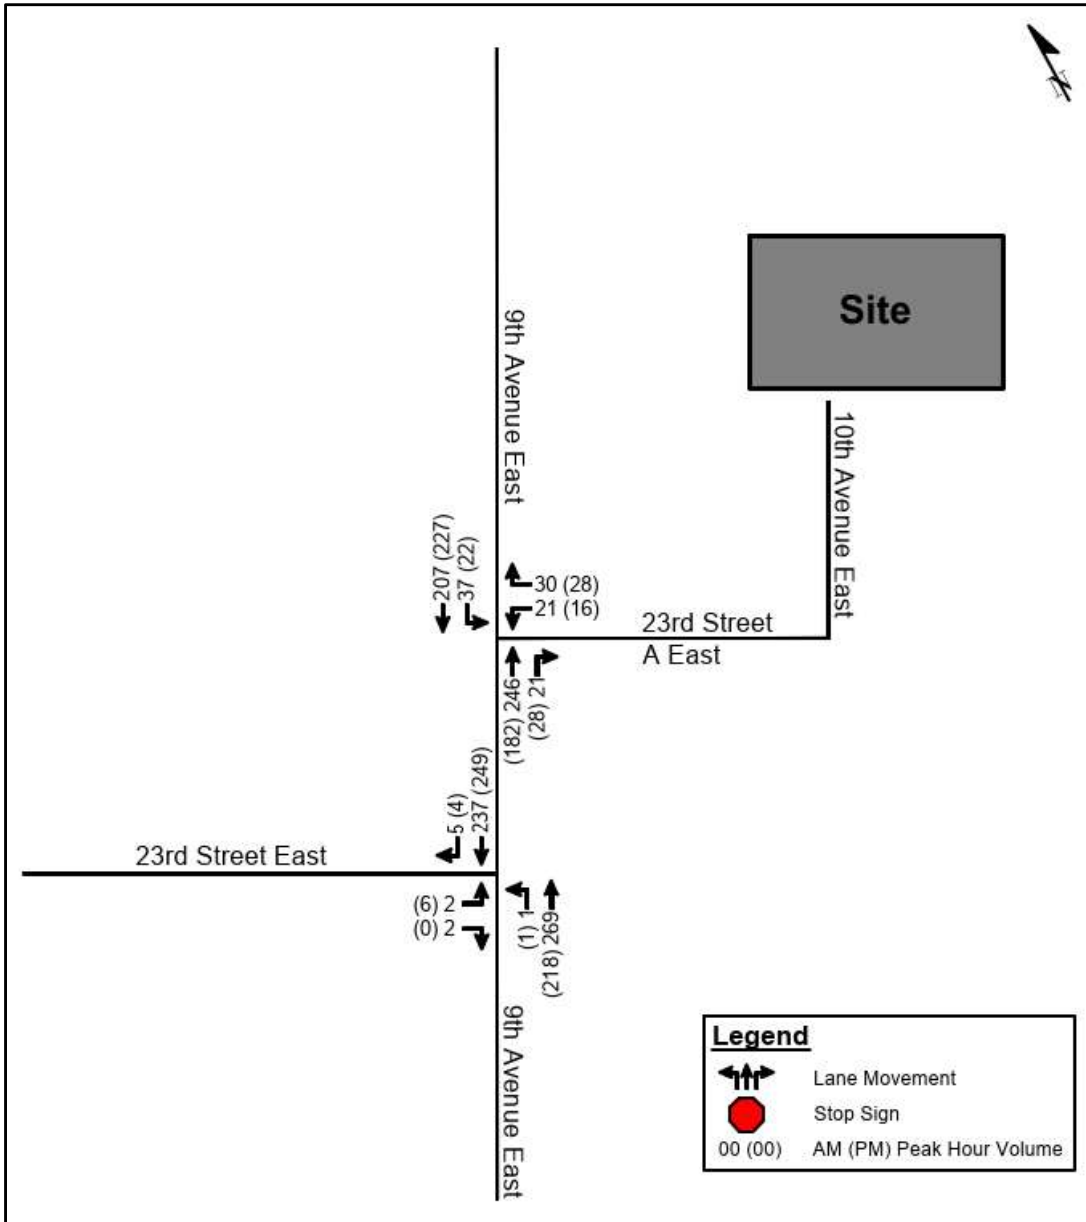 N
Site
9th Avenue East
10th Avenue East
207 (227)
37 (22)
30 (28)
21 (16)
23rd Street
A East
(182) 246
(28) 21
237 (249)
5 (4)
23rd Street East
(6) 2
(0) 2
1 (1)
(218) 269
9th Avenue East
Legend
Lane Movement
Stop Sign
00 (00) AM (PM) Peak Hour Volume